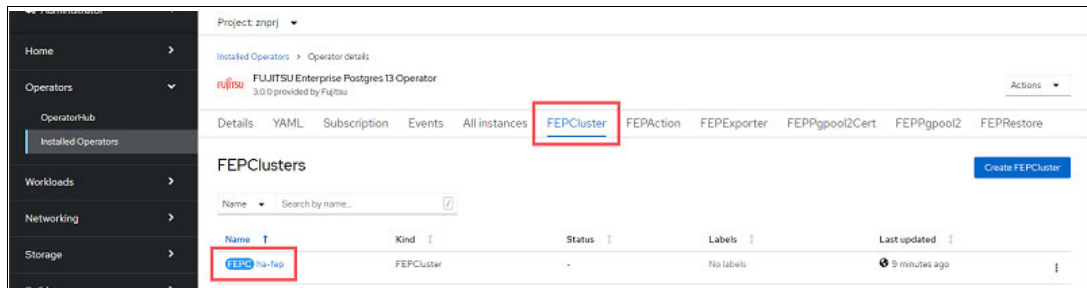 Administrator
Project: znprj
Home
Installed Operators > Operator details
FUJITSU
FUJITSU Enterprise Postgres 13 Operator
3.0.0 provided by Fujitsu
Actions
Operators
OperatorHub
Installed Operators
Details YAML Subscription Events All instances FEPCluster FEPAction FEPExporter FEPPgpool2Cert FEPPgpool2 FEPRestore
FEPClusters
Create FEPCluster
Workloads
Name Search by name... /
Networking
Name Kind Status Labels Last updated
Storage
FEPC ha-fep FEPCluster - No labels 9 minutes ago